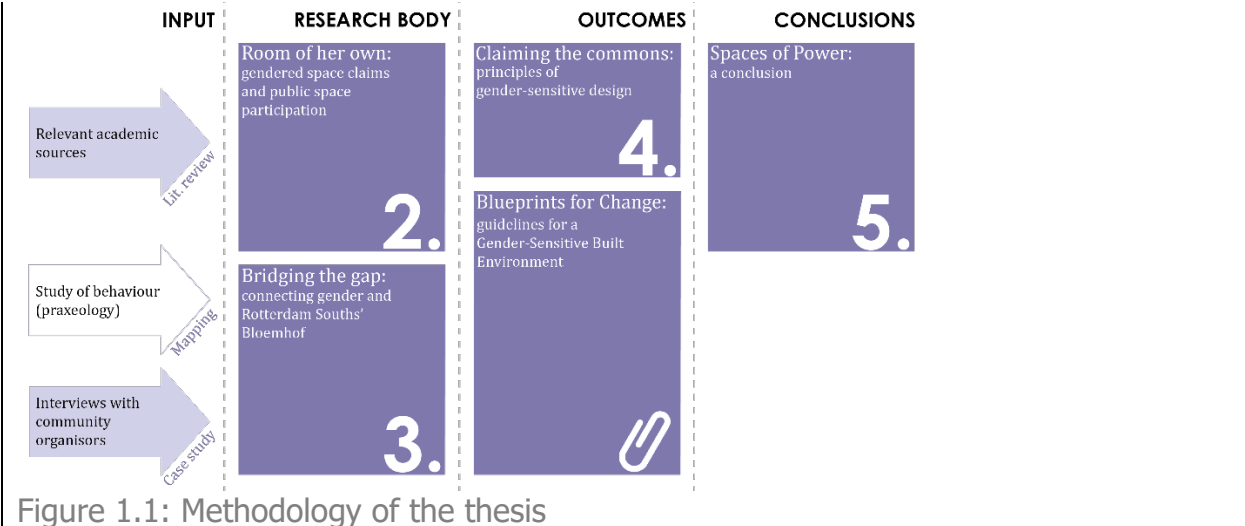 INPUT
RESEARCH BODY
OUTCOMES
CONCLUSIONS
Relevant academic
sources
Lit. review
Study of behaviour
(praxeology)
Mapping
Interviews with
community
organisors
Case study
Room of her own:
gendered space claims
and public space
participation
2.
Bridging the gap:
connecting gender and
Rotterdam Souths’
Bloemhof
3.
Claiming the commons:
principles of
gender-sensitive design
4.
Blueprints for Change:
guidelines for a
Gender-Sensitive Built
Environment
Spaces of Power:
a conclusion
5.
Figure 1.1: Methodology of the thesis